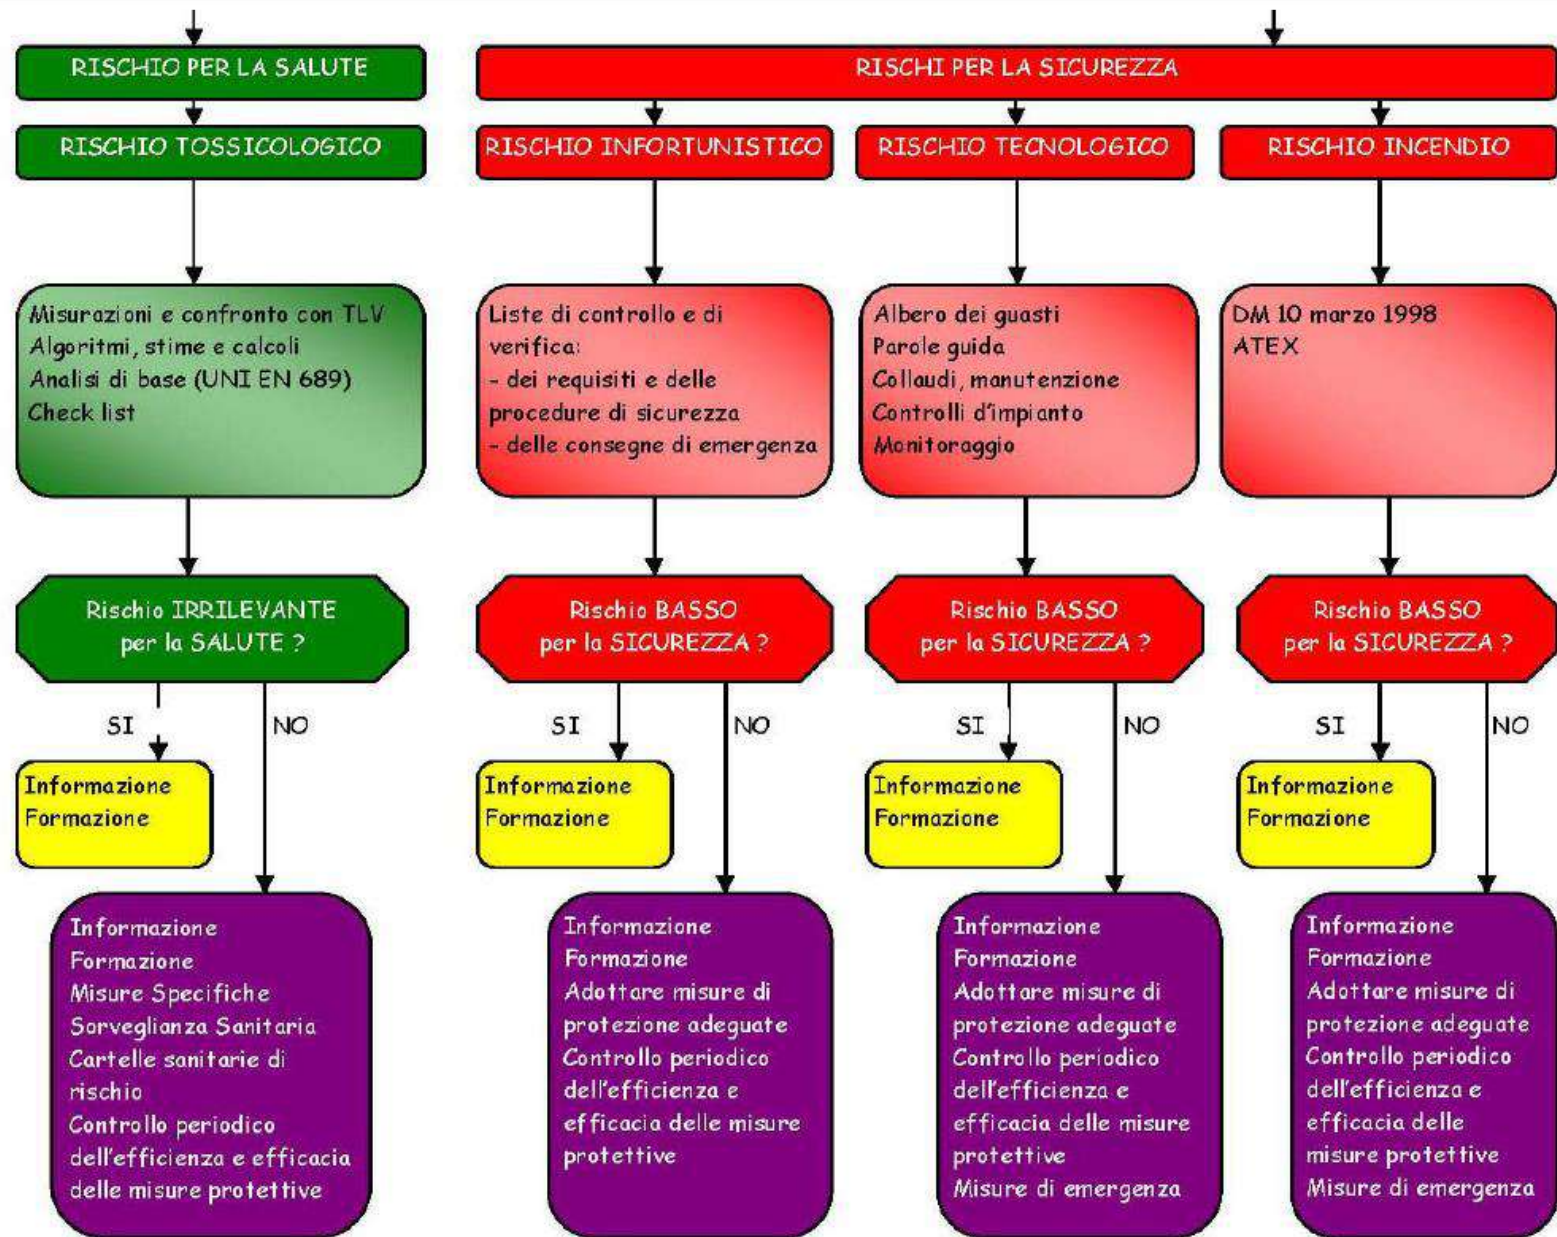 RISCHIO PER LA SALUTE
RISCHI PER LA SICUREZZA
RISCHIO TOSSICOLOGICO
RISCHIO INFORTUNISTICO
RISCHIO TECNOLOGICO
RISCHIO INCENDIO
Misurazioni e confronto con TLV
Algoritmi, stime e calcoli
Analisi di base (UNI EN 689)
Check list
Liste di controllo e di
verifica:
- dei requisiti e delle
procedure di sicurezza
- delle consegne di emergenza
Albero dei guasti
Parole guida
Collaudi, manutenzione
Controlli d'impianto
Monitoraggio
DM 10 marzo 1998
ATEX
Rischio IRRILEVANTE
per la SALUTE ?
Rischio BASSO
per la SICUREZZA ?
Rischio BASSO
per la SICUREZZA ?
Rischio BASSO
per la SICUREZZA ?
SI
NO
SI
NO
SI
NO
SI
NO
Informazione
Formazione
Informazione
Formazione
Informazione
Formazione
Informazione
Formazione
Informazione
Formazione
Misure Specifiche
Sorveglianza Sanitaria
Cartelle sanitarie di
rischio
Controllo periodico
dell'efficienza e efficacia
delle misure protettive
Informazione
Formazione
Adottare misure di
protezione adeguate
Controllo periodico
dell'efficienza e
efficacia delle misure
protettive
Informazione
Formazione
Adottare misure di
protezione adeguate
Controllo periodico
dell'efficienza e
efficacia delle misure
protettive
Misure di emergenza
Informazione
Formazione
Adottare misure di
protezione adeguate
Controllo periodico
dell'efficienza e
efficacia delle
misure protettive
Misure di emergenza